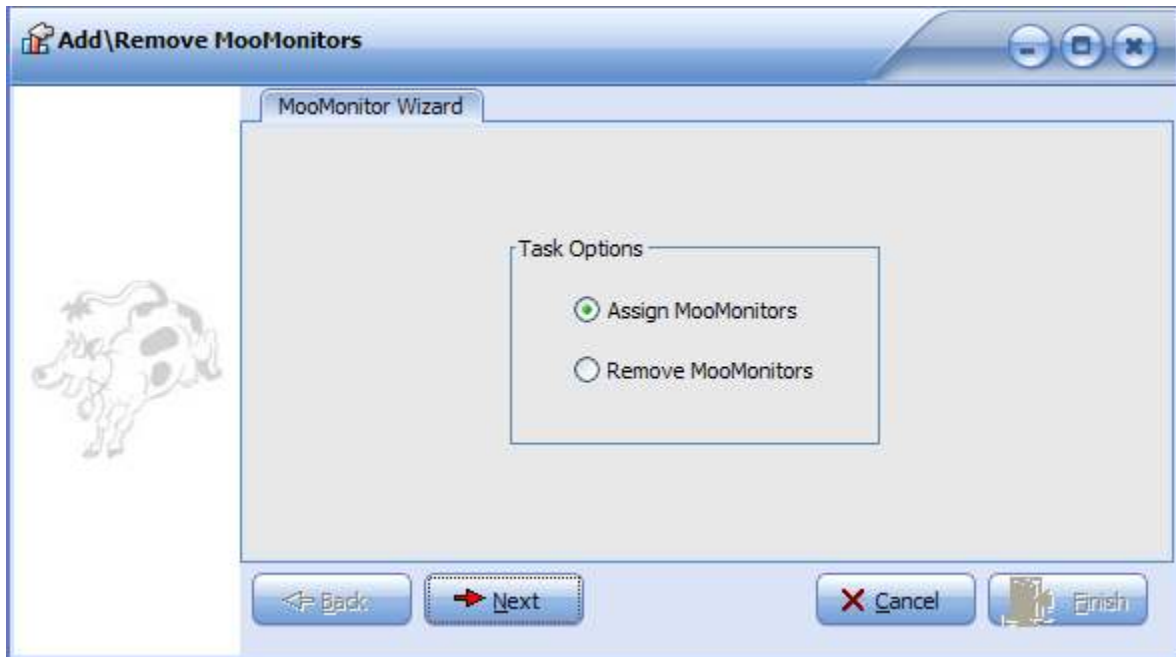 Add\Remove MooMonitors
MooMonitor Wizard
Task Options
Assign MooMonitors
Remove MooMonitors
Back
Next
Cancel
Finish